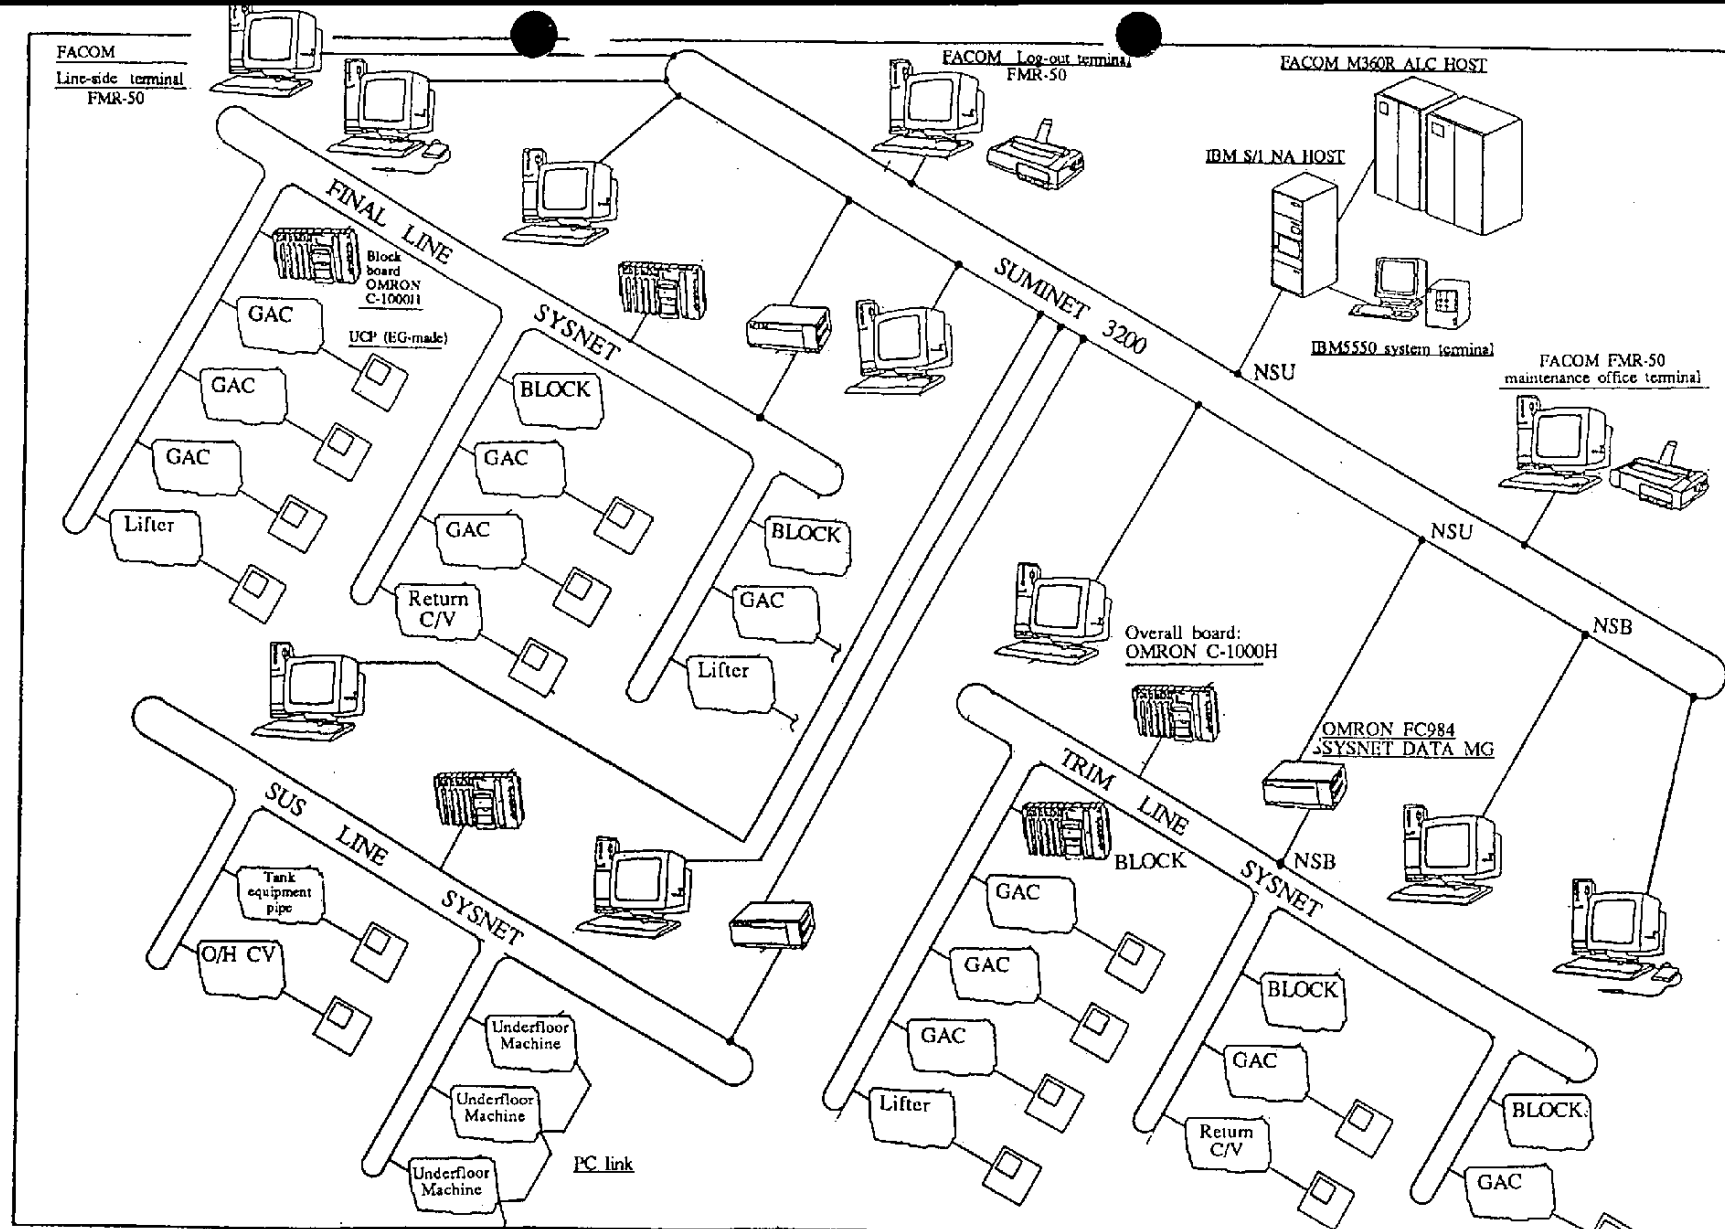 FACOM
Line-side terminal
FMR-50
FACOM Log-out terminal
FMR-50
FACOM M360R ALC HOST
IBM S/1 NA HOST
IBM5550 system terminal
FACOM FMR-50
maintenance office terminal
SUMINET 3200
NSU
NSU
NSB
FINAL LINE SYSNET
Block
board
OMRON
C-1000H
UCP (EG-made)
GAC
GAC
GAC
Lifter
BLOCK
GAC
GAC
Return
C/V
BLOCK
GAC
Lifter
Overall board:
OMRON C-1000H
OMRON FC984
SYSNET DATA MG
NSB
TRIM LINE SYSNET
BLOCK
GAC
GAC
GAC
Lifter
BLOCK
GAC
Return
C/V
BLOCK
GAC
SUS LINE SYSNET
Tank
equipment
pipe
O/H CV
Underfloor
Machine
Underfloor
Machine
Underfloor
Machine
PC link